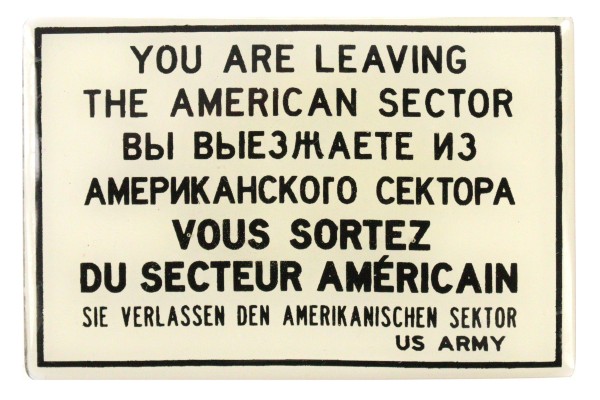 YOU ARE LEAVING
THE AMERICAN SECTOR
ВЫ ВЫЕЗЖАЕТЕ ИЗ
АМЕРИКАНСКОГО СЕКТОРА
VOUS SORTEZ
DU SECTEUR AMÉRICAIN
SIE VERLASSEN DEN AMERIKANISCHEN SEKTOR
US ARMY